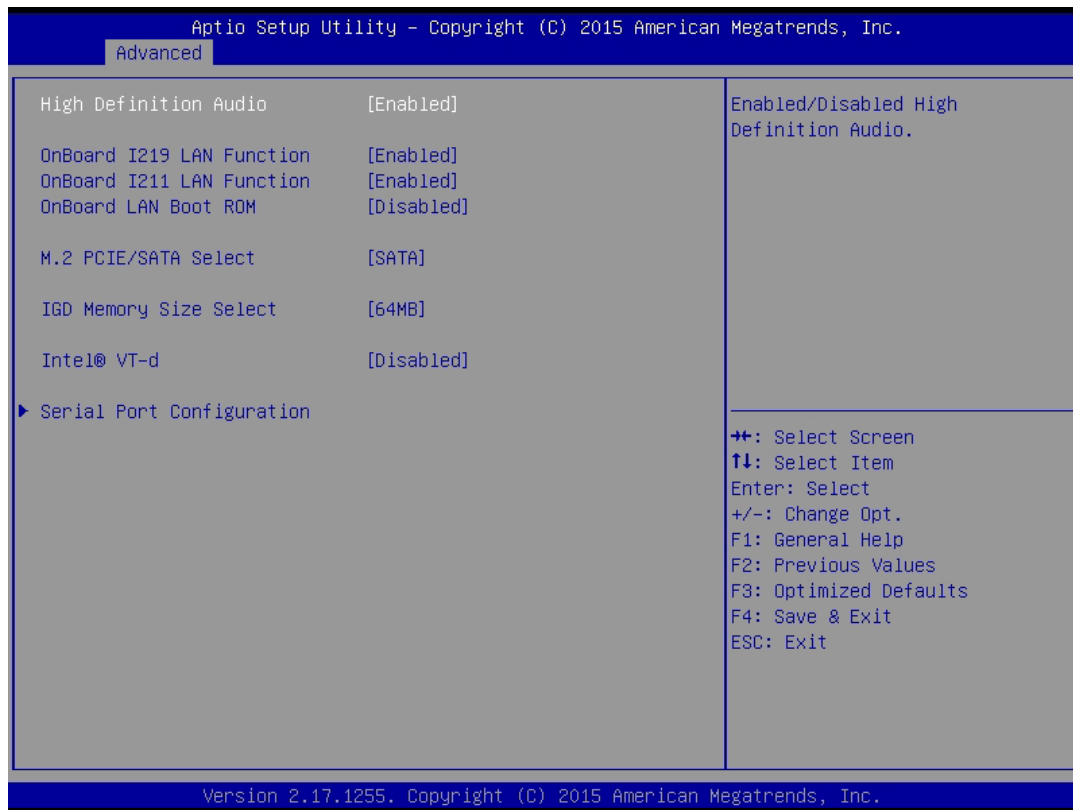 Aptio Setup Utility – Copyright (C) 2015 American Megatrends, Inc.
Advanced
High Definition Audio [Enabled]
OnBoard I219 LAN Function [Enabled]
OnBoard I211 LAN Function [Enabled]
OnBoard LAN Boot ROM [Disabled]
M.2 PCIE/SATA Select [SATA]
IGD Memory Size Select [64MB]
Intel® VT-d [Disabled]
▶ Serial Port Configuration
Enabled/Disabled High
Definition Audio.
→←: Select Screen
↑↓: Select Item
Enter: Select
+/-: Change Opt.
F1: General Help
F2: Previous Values
F3: Optimized Defaults
F4: Save & Exit
ESC: Exit
Version 2.17.1255. Copyright (C) 2015 American Megatrends, Inc.